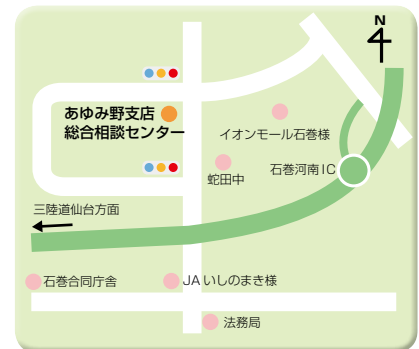 N
あゆみ野支店
総合相談センター
イオンモール石巻様
蛇田中
石巻河南IC
三陸道仙台方面
石巻合同庁舎
JAいしのまき様
法務局